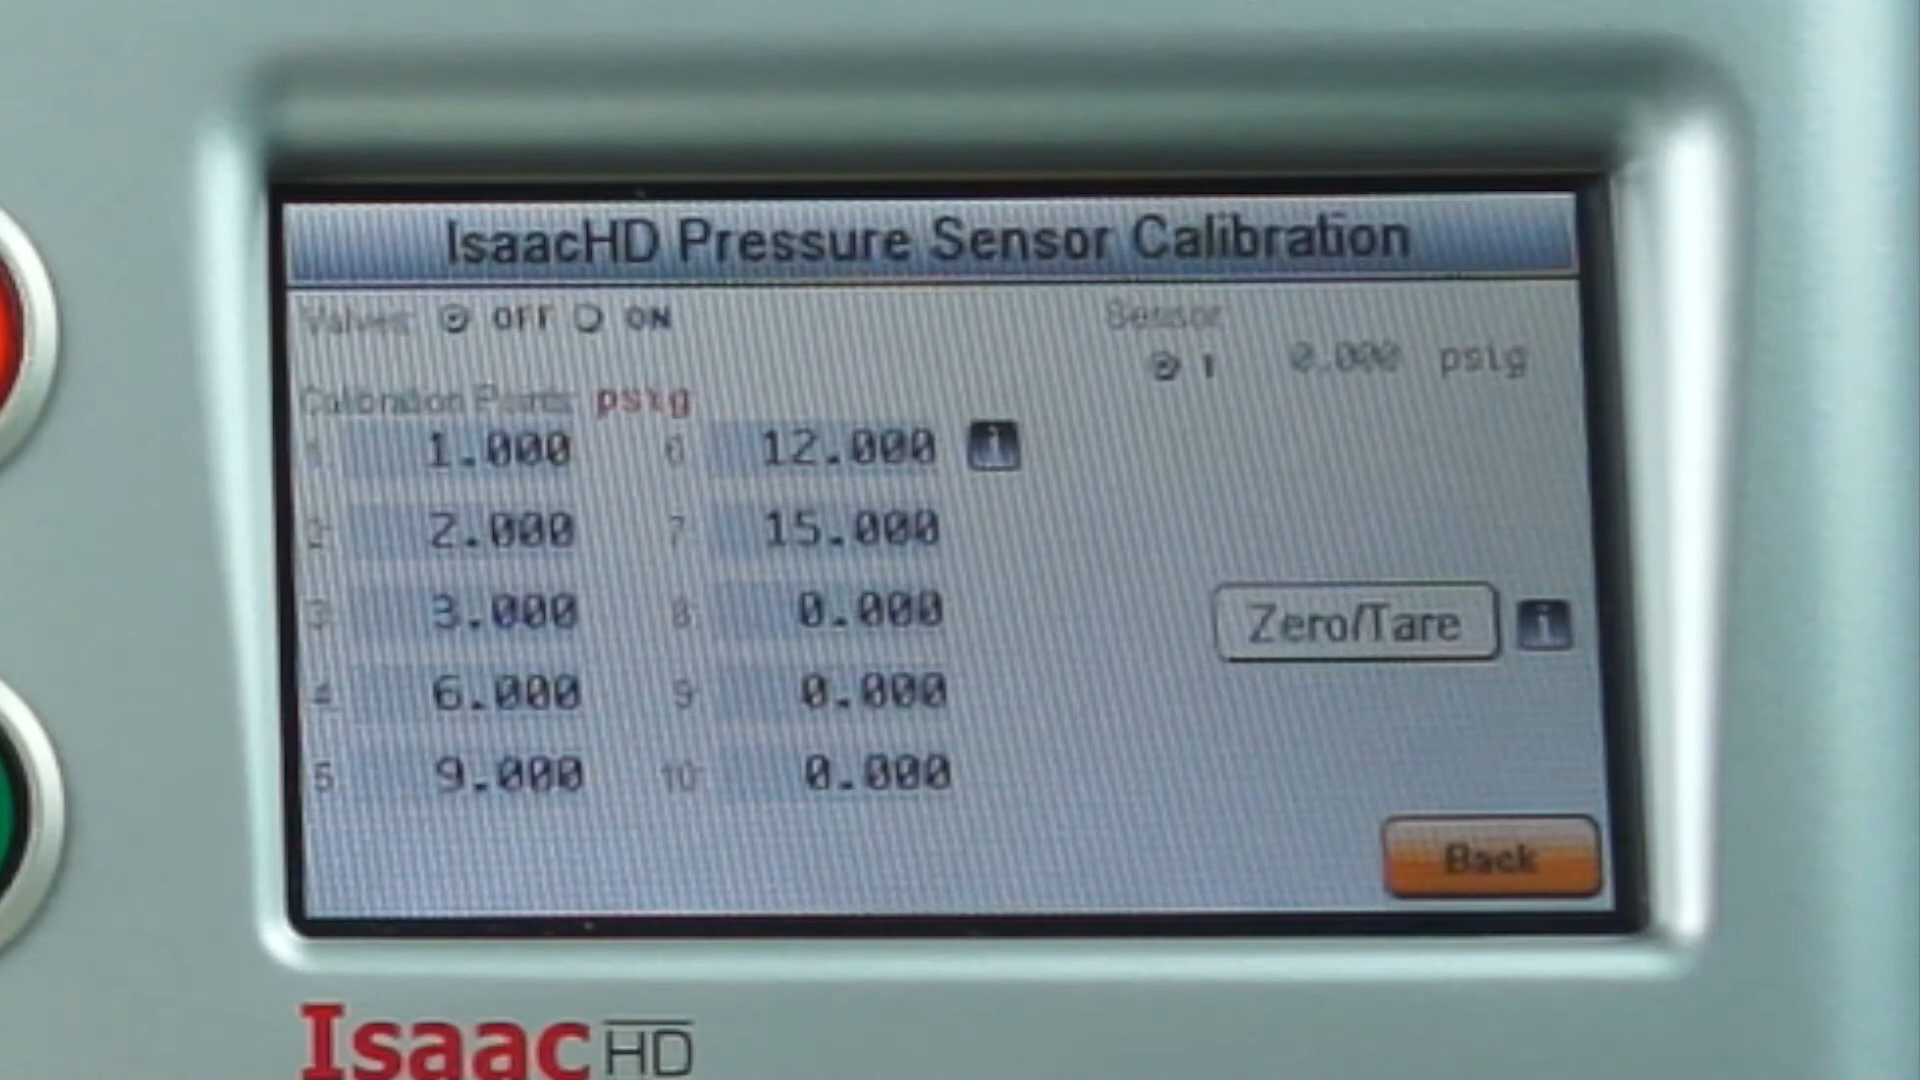 IsaacHD Pressure Sensor Calibration
Valves: OFF ON
Sensor
1 0.000 psig
Calibration Points: psig
1 1.000 6 12.000 i
2 2.000 7 15.000
3 3.000 8 0.000
Zero/Tare i
4 6.000 9 0.000
5 9.000 10 0.000
Back
Isaac HD